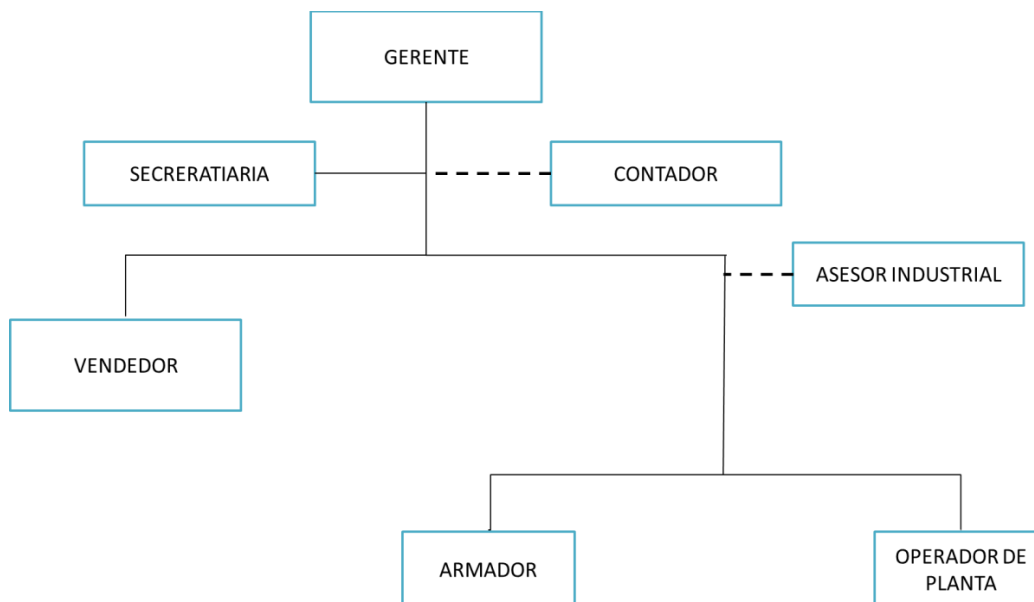 GERENTE
SECRERATIARIA
CONTADOR
ASESOR INDUSTRIAL
VENDEDOR
ARMADOR
OPERADOR DE
PLANTA